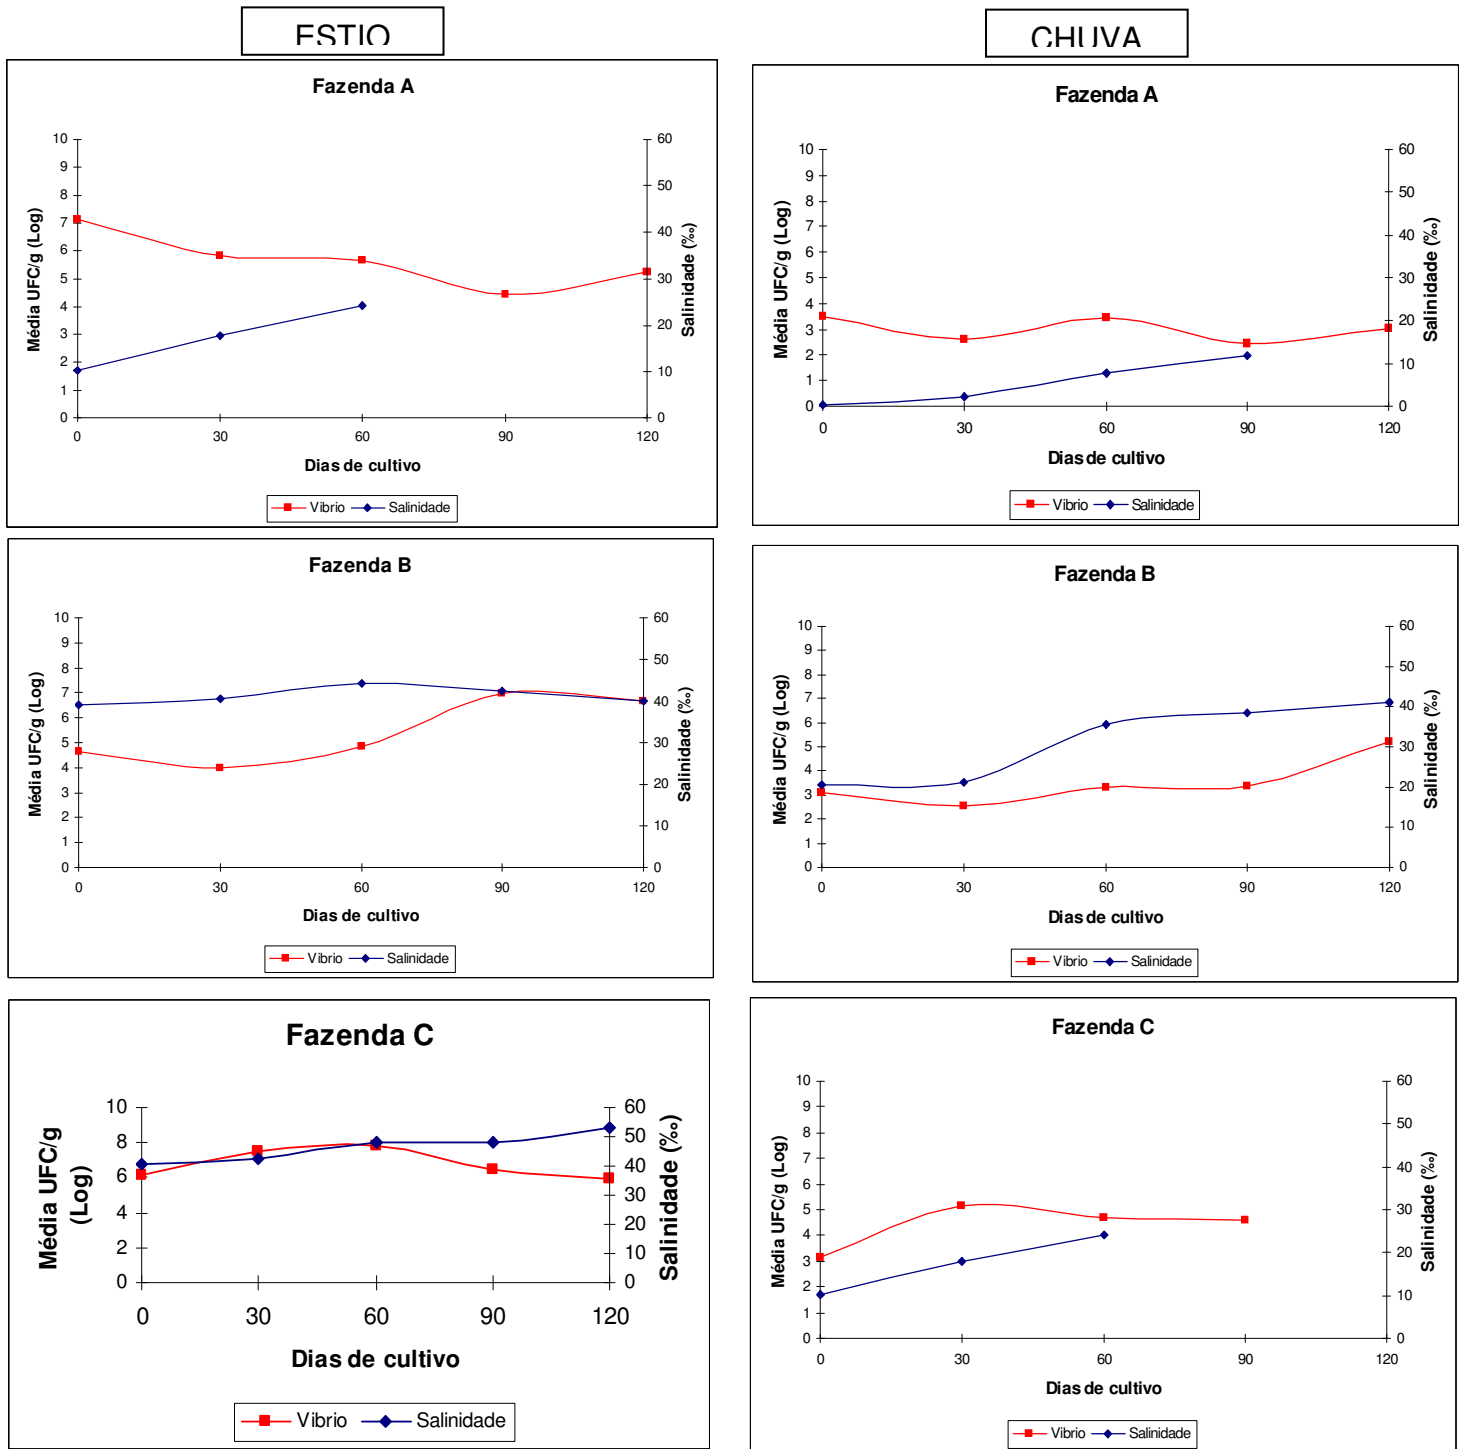 ESTIO
CHUVA
Fazenda A
Média UFC/g (Log)
10
9
8
7
6
5
4
3
2
1
0
60
50
40
30
20
10
0
Salinidade (‰)
0 30 60 90 120
Dias de cultivo
Vibrio Salinidade
Fazenda A
Média UFC/g (Log)
10
9
8
7
6
5
4
3
2
1
0
60
50
40
30
20
10
0
Salinidade (‰)
0 30 60 90 120
Dias de cultivo
Vibrio Salinidade
Fazenda B
Média UFC/g (Log)
10
9
8
7
6
5
4
3
2
1
0
60
50
40
30
20
10
0
Salinidade (‰)
0 30 60 90 120
Dias de cultivo
Vibrio Salinidade
Fazenda B
Média UFC/g (Log)
10
9
8
7
6
5
4
3
2
1
0
60
50
40
30
20
10
0
Salinidade (‰)
0 30 60 90 120
Dias de cultivo
Vibrio Salinidade
Fazenda C
Média UFC/g
(Log)
10
8
6
4
2
0
60
50
40
30
20
10
0
Salinidade (‰)
0 30 60 90 120
Dias de cultivo
Vibrio Salinidade
Fazenda C
Média UFC/g (Log)
10
9
8
7
6
5
4
3
2
1
0
60
50
40
30
20
10
0
Salinidade (‰)
0 30 60 90 120
Dias de cultivo
Vibrio Salinidade